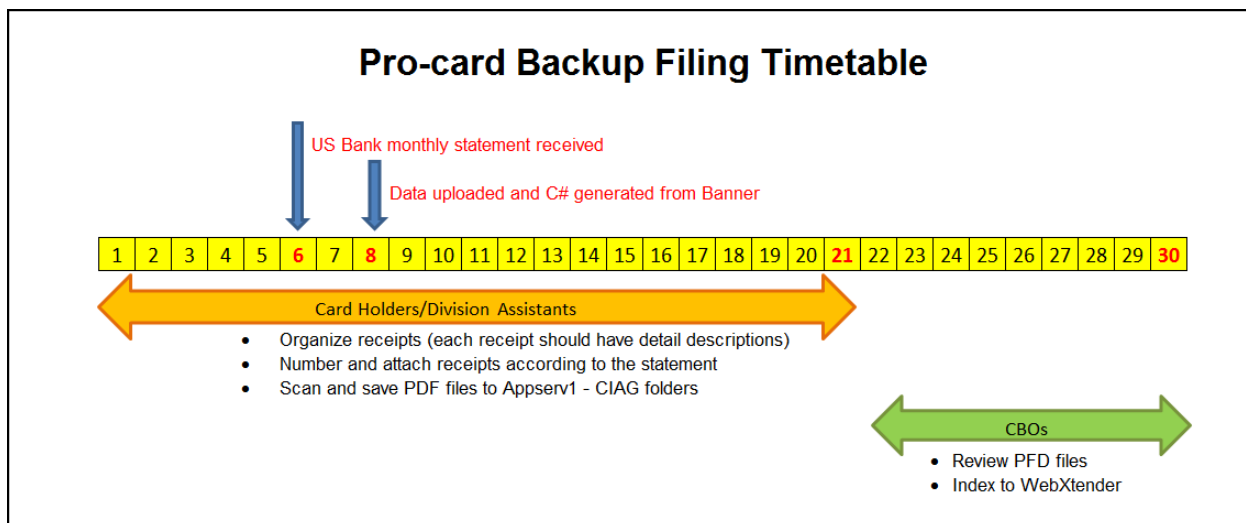 Pro-card Backup Filing Timetable
US Bank monthly statement received
Data uploaded and C# generated from Banner
1 2 3 4 5 6 7 8 9 10 11 12 13 14 15 16 17 18 19 20 21 22 23 24 25 26 27 28 29 30
Card Holders/Division Assistants
• Organize receipts (each receipt should have detail descriptions)
• Number and attach receipts according to the statement
• Scan and save PDF files to Appserv1 - CIAG folders
CBOs
• Review PFD files
• Index to WebXtender